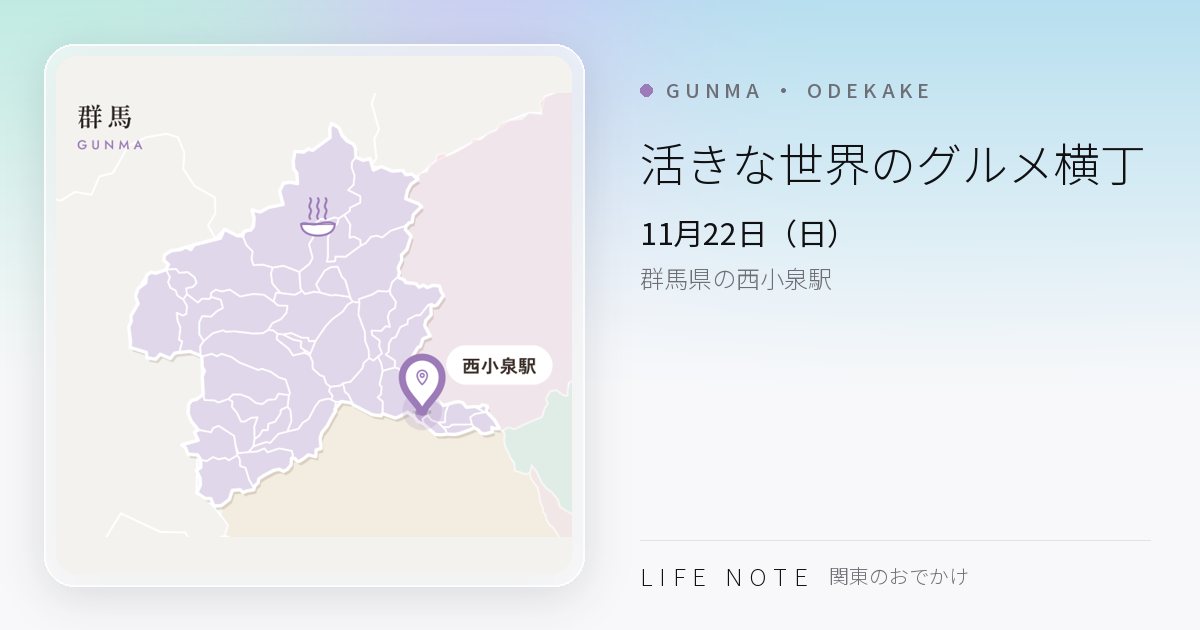 群馬
GUNMA
西小泉駅
GUNMA • ODEKAKE
活きな世界のグルメ横丁
11月22日（日）
群馬県の西小泉駅
LIFE NOTE 関東のおでかけ